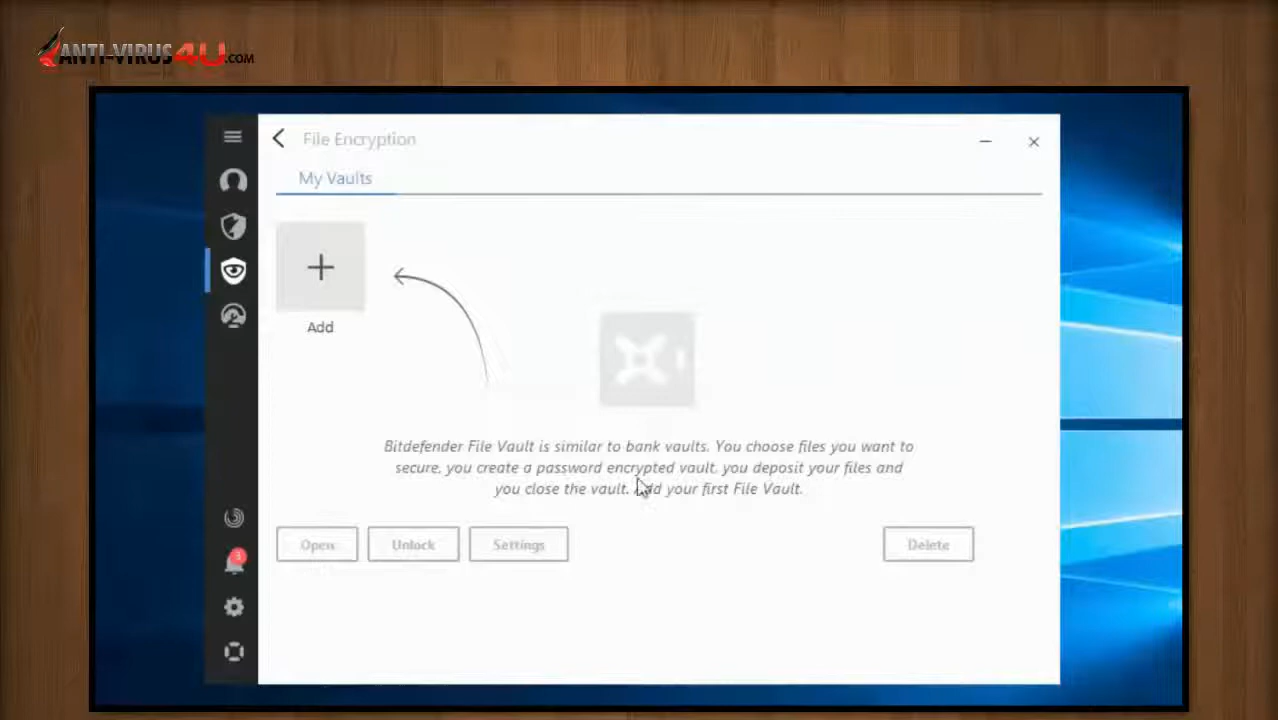 ANTI-VIRUS4U.COM
File Encryption
My Vaults
Add
Bitdefender File Vault is similar to bank vaults. You choose files you want to
secure, you create a password encrypted vault, you deposit your files and
you close the vault. Add your first File Vault.
Open Unlock Settings Delete
3